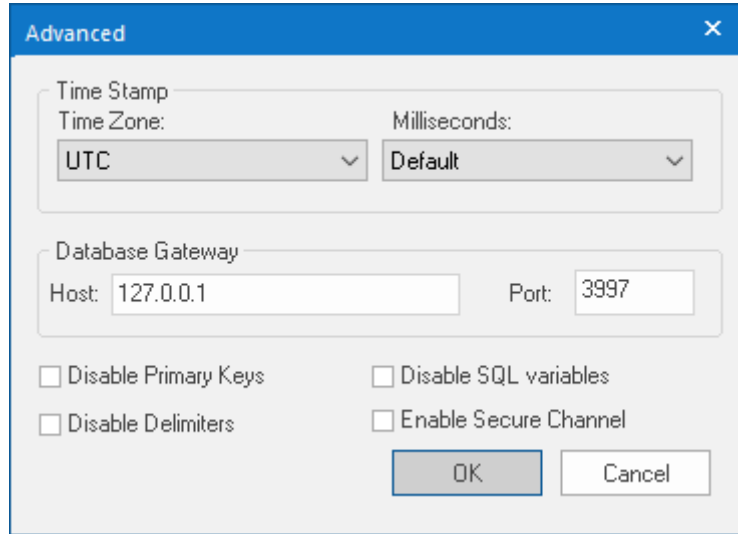 Advanced
Time Stamp
Time Zone: Milliseconds:
UTC Default
Database Gateway
Host: 127.0.0.1 Port: 3997
Disable Primary Keys Disable SQL variables
Disable Delimiters Enable Secure Channel
OK Cancel